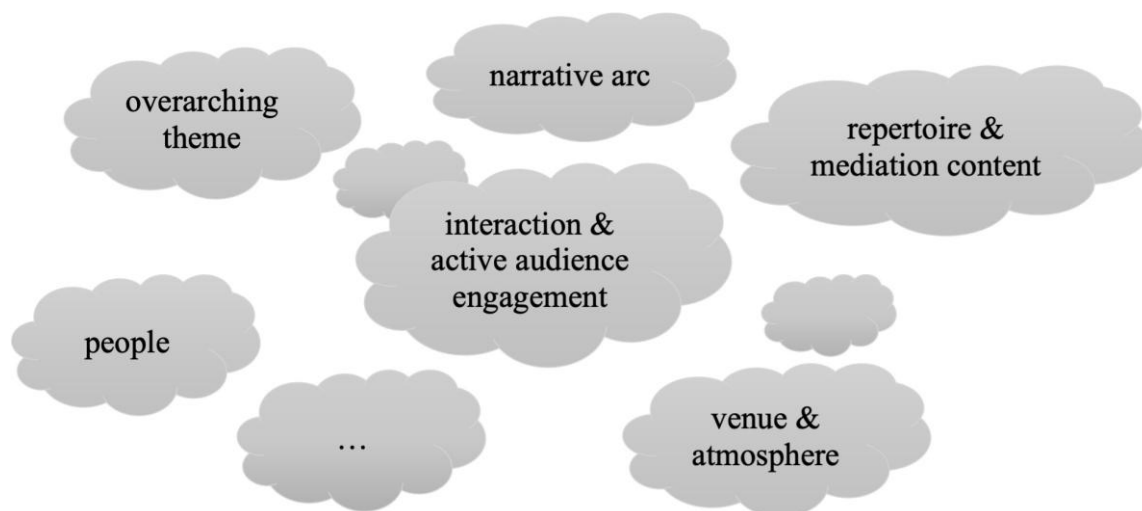 overarching
theme
narrative arc
repertoire &
mediation content
interaction &
active audience
engagement
people
…
venue &
atmosphere